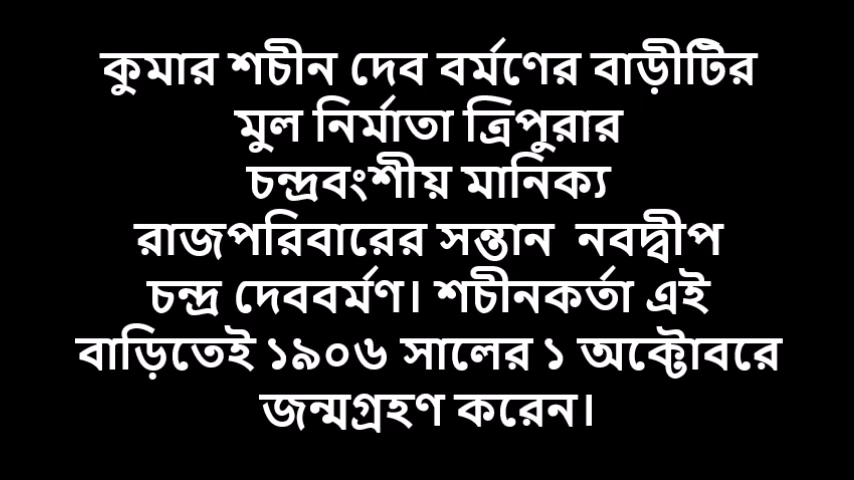 কুমার শচীন দেব বর্মণের বাড়ীটির
মুল নির্মাতা ত্রিপুরার
চন্দ্রবংশীয় মানিক্য
রাজপরিবারের সন্তান নবদ্বীপ
চন্দ্র দেববর্মণ। শচীনকর্তা এই
বাড়িতেই ১৯০৬ সালের ১ অক্টোবরে
জন্মগ্রহণ করেন।